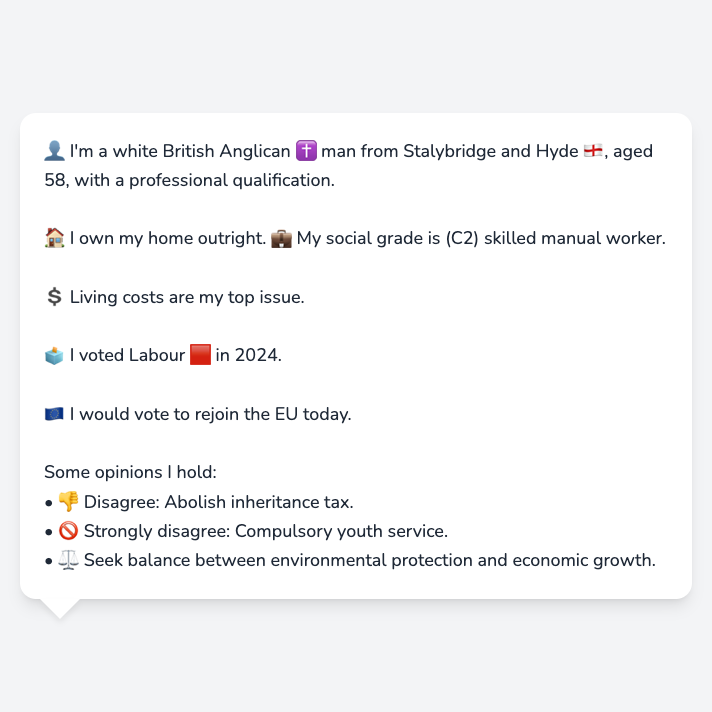 👤 I'm a white British Anglican ✝️ man from Stalybridge and Hyde 🏴󠁧󠁢󠁥󠁮󠁧󠁿, aged
58, with a professional qualification.
🏠 I own my home outright. 💼 My social grade is (C2) skilled manual worker.
💲 Living costs are my top issue.
🗳️ I voted Labour 🟥 in 2024.
🇪🇺 I would vote to rejoin the EU today.
Some opinions I hold:
• 👎 Disagree: Abolish inheritance tax.
• 🚫 Strongly disagree: Compulsory youth service.
• ⚖️ Seek balance between environmental protection and economic growth.